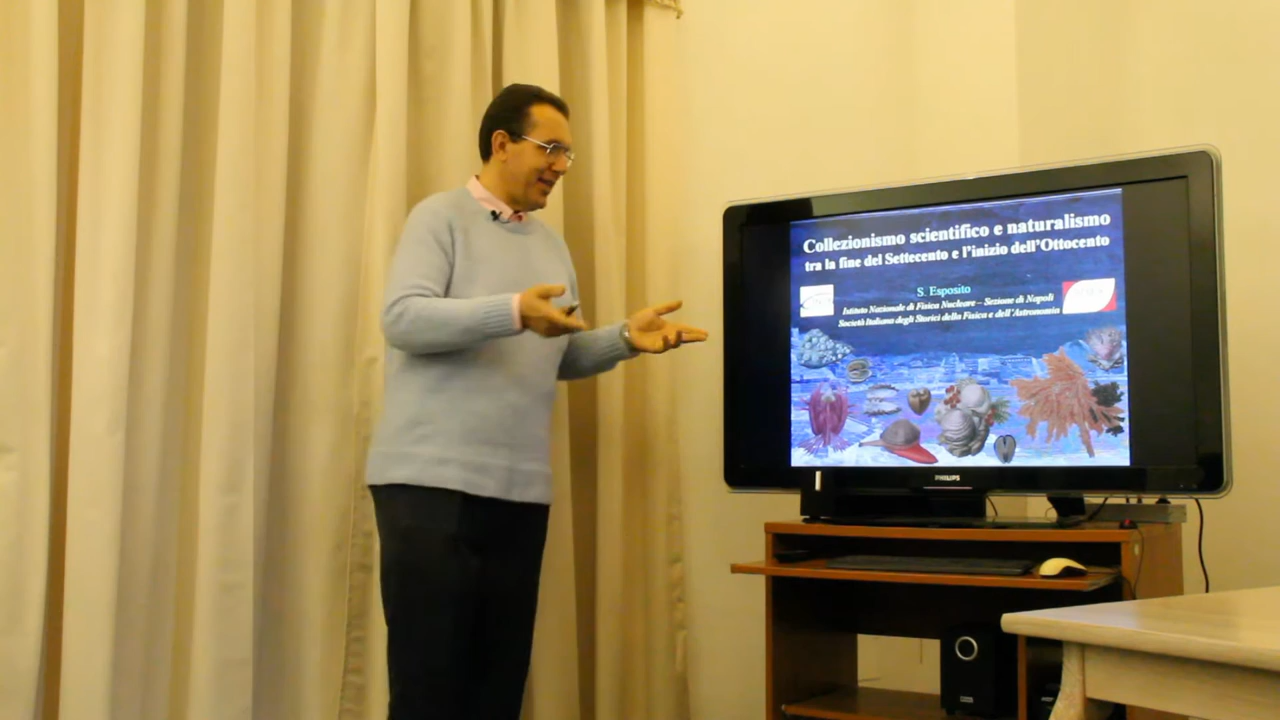 Collezionismo scientifico e naturalismo
tra la fine del Settecento e l'inizio dell'Ottocento
S. Esposito
Istituto Nazionale di Fisica Nucleare – Sezione di Napoli
Società Italiana degli Storici della Fisica e dell'Astronomia
PHILIPS